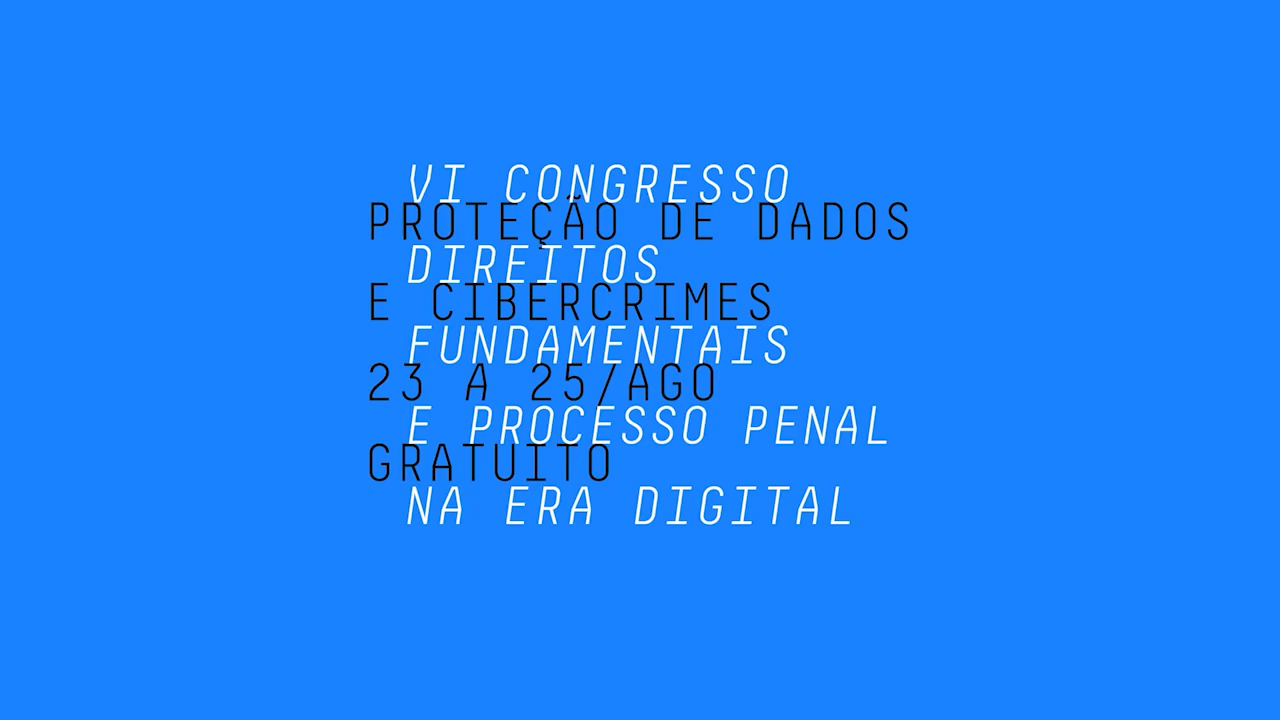 VI CONGRESSO
PROTEÇÃO DE DADOS
DIREITOS
E CIBERCRIMES
FUNDAMENTAIS
23 A 25/AGO
E PROCESSO PENAL
GRATUITO
NA ERA DIGITAL